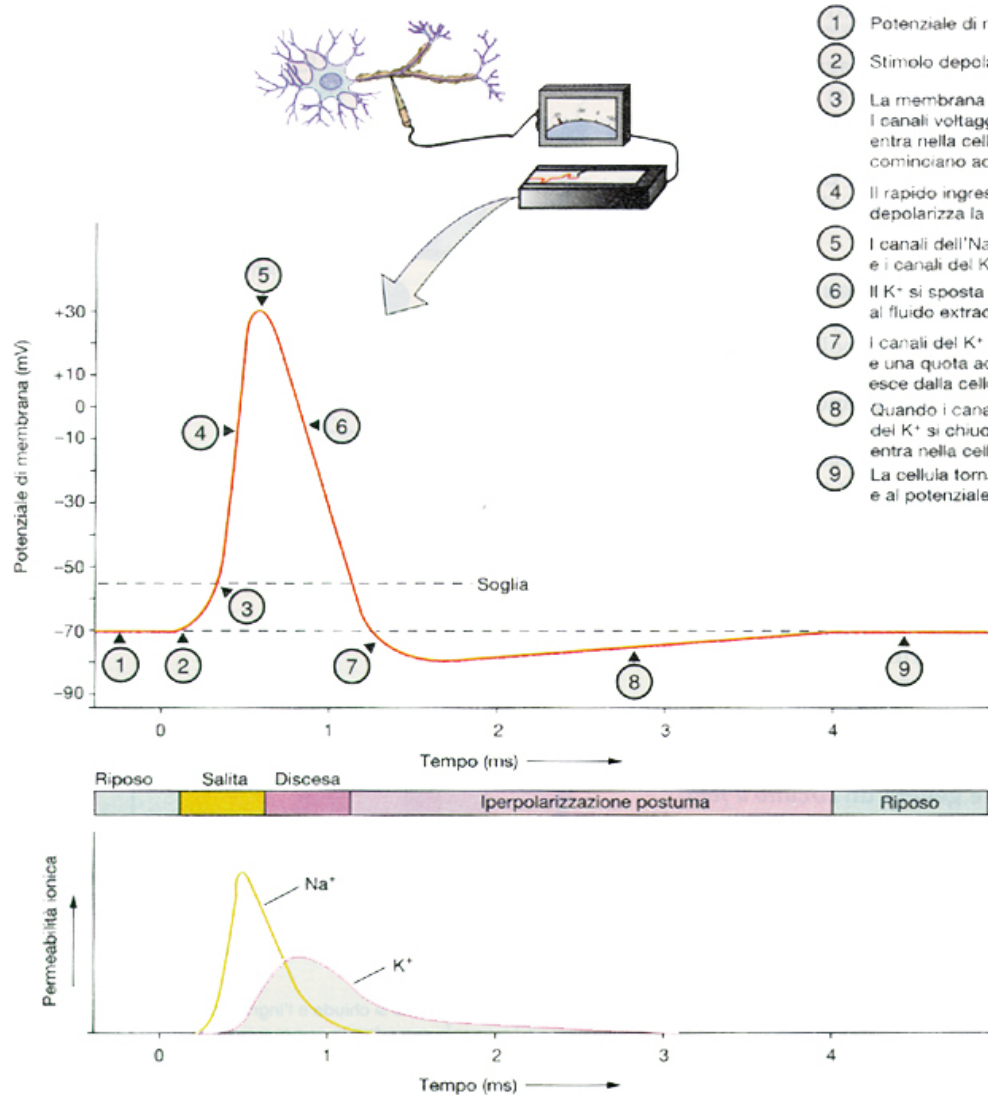 1 Potenziale di r
2 Stimolo depola
3 La membrana
I canali voltagg
entra nella cell
cominciano ad
4 Il rapido ingres
depolarizza la
5 I canali dell'Na
e i canali del K
6 Il K⁺ si sposta
al fluido extrac
7 I canali del K⁺
e una quota ad
esce dalla cellu
8 Quando i cana
del K⁺ si chiud
entra nella cell
9 La cellula torna
e al potenziale
Potenziale di membrana (mV)
+30
+10
0
−10
−30
−50
−70
−90
5
4
6
3
Soglia
1
2
7
8
9
0 1 2 3 4
Tempo (ms)
Riposo Salita Discesa
Iperpolarizzazione postuma Riposo
Permeabilità ionica
Na⁺
K⁺
0 1 2 3 4
Tempo (ms)